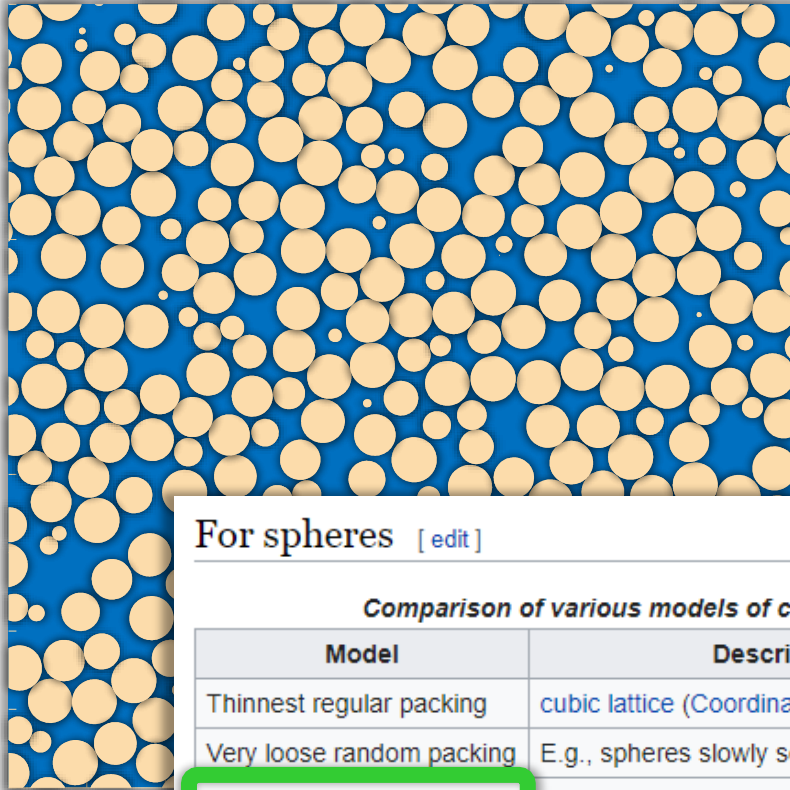 For spheres [ edit ]
Comparison of various models of c
Model Descri
Thinnest regular packing cubic lattice (Coordina
Very loose random packing E.g., spheres slowly s